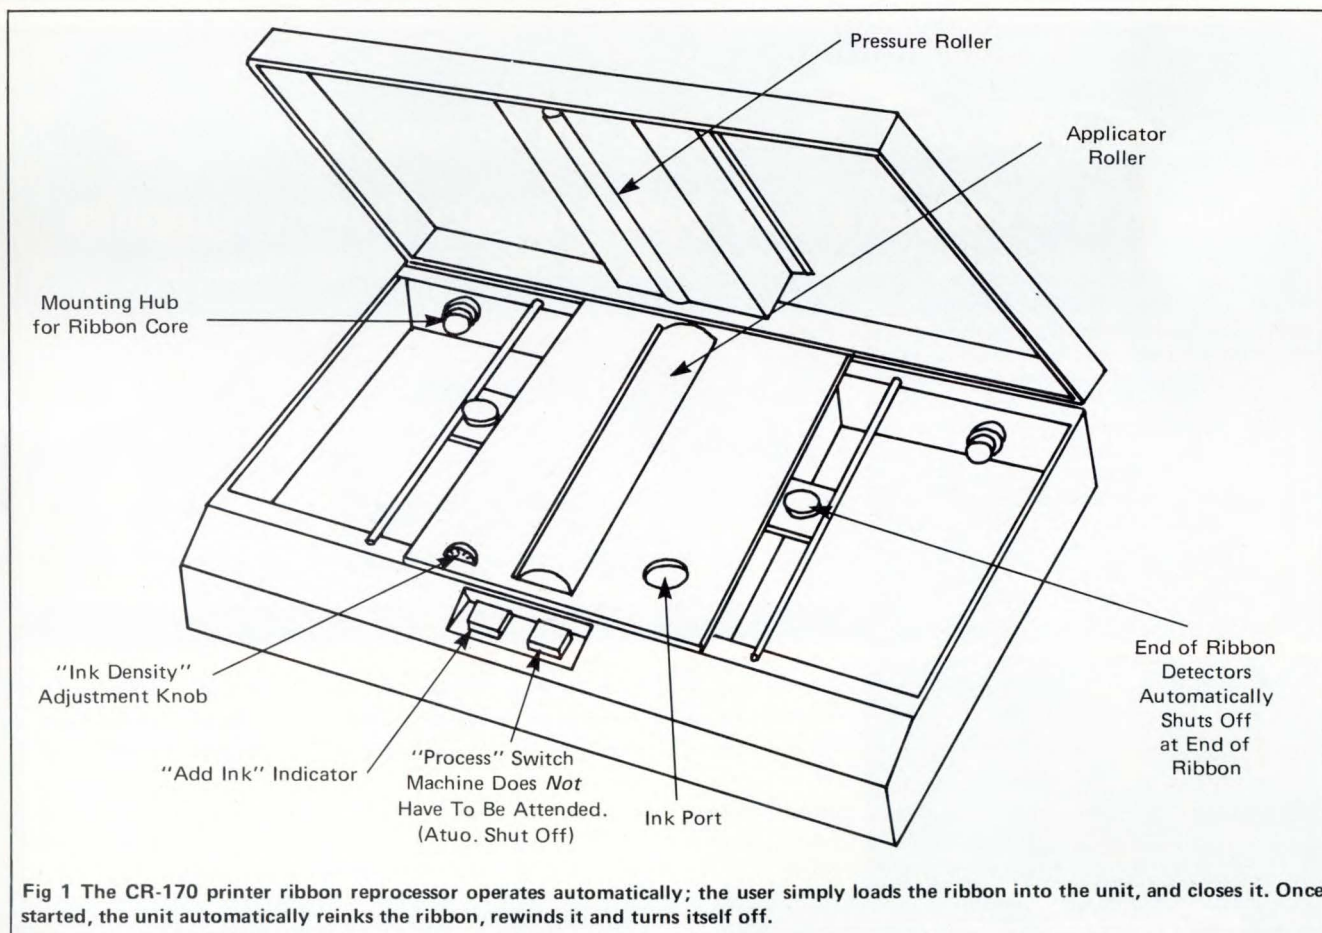 Pressure Roller
Applicator
Roller
Mounting Hub
for Ribbon Core
"Ink Density"
Adjustment Knob
"Add Ink" Indicator
"Process" Switch
Machine Does Not
Have To Be Attended.
(Atuo. Shut Off)
Ink Port
End of Ribbon
Detectors
Automatically
Shuts Off
at End of
Ribbon
Fig 1 The CR-170 printer ribbon reprocessor operates automatically; the user simply loads the ribbon into the unit, and closes it. Once
started, the unit automatically reinks the ribbon, rewinds it and turns itself off.